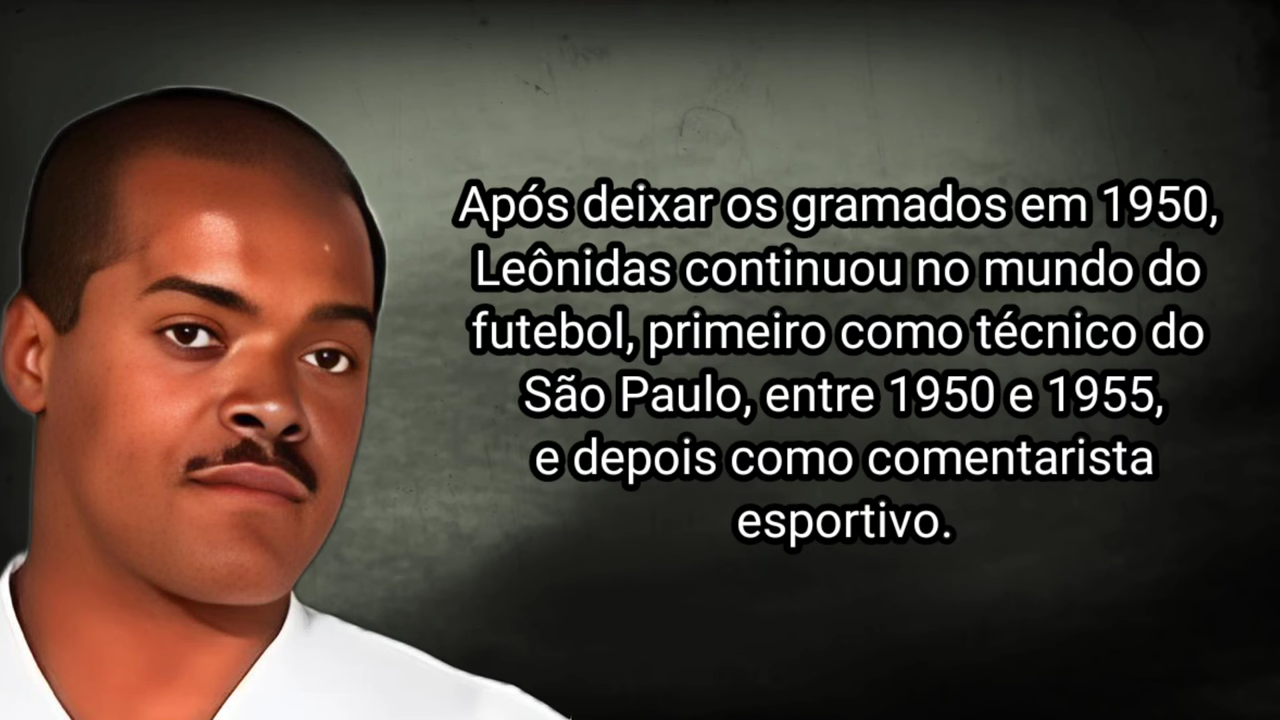 Após deixar os gramados em 1950,
Leônidas continuou no mundo do
futebol, primeiro como técnico do
São Paulo, entre 1950 e 1955,
e depois como comentarista
esportivo.